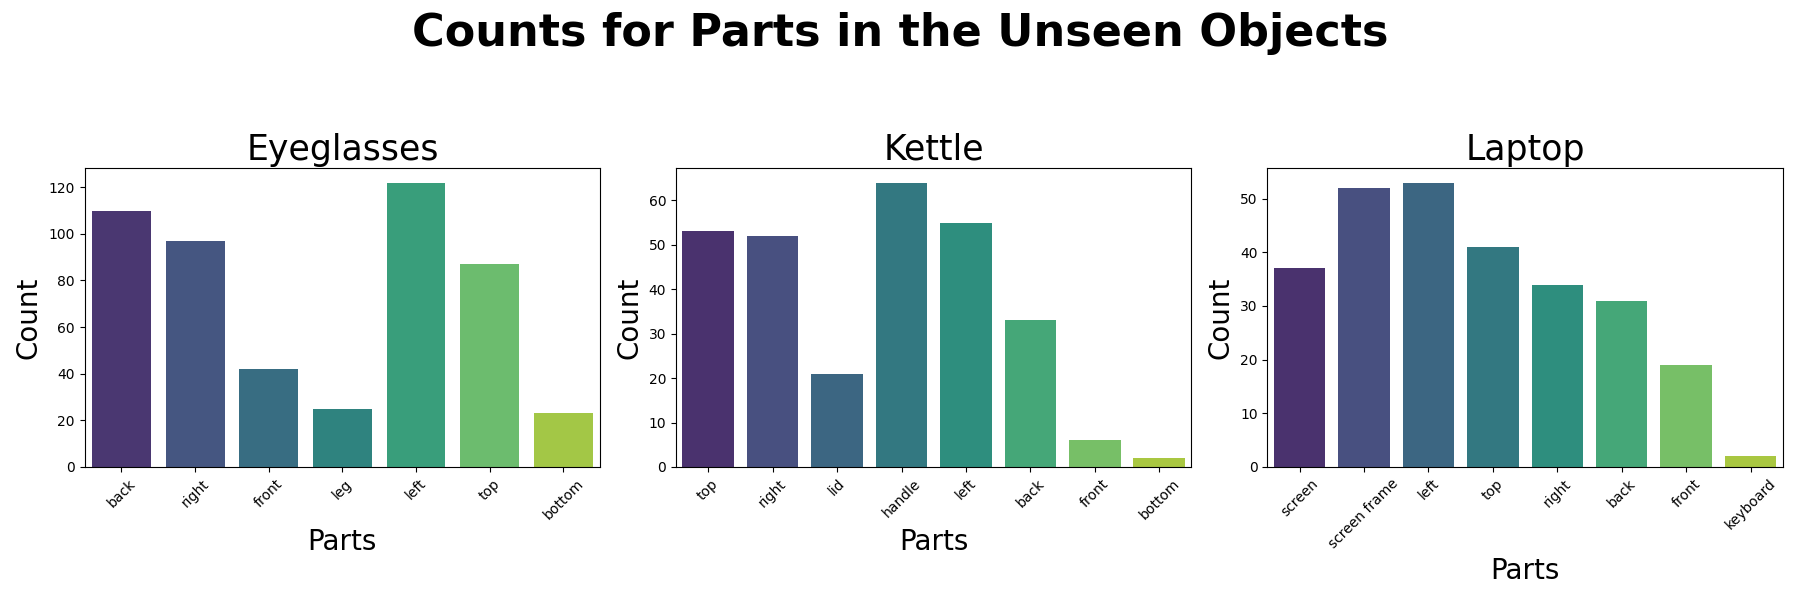 Counts for Parts in the Unseen Objects
Eyeglasses
Count
120
100
80
60
40
20
0
back
right
front
leg
left
top
bottom
Parts
Kettle
Count
60
50
40
30
20
10
0
top
right
lid
handle
left
back
front
bottom
Parts
Laptop
Count
50
40
30
20
10
0
screen
screen frame
left
top
right
back
front
keyboard
Parts